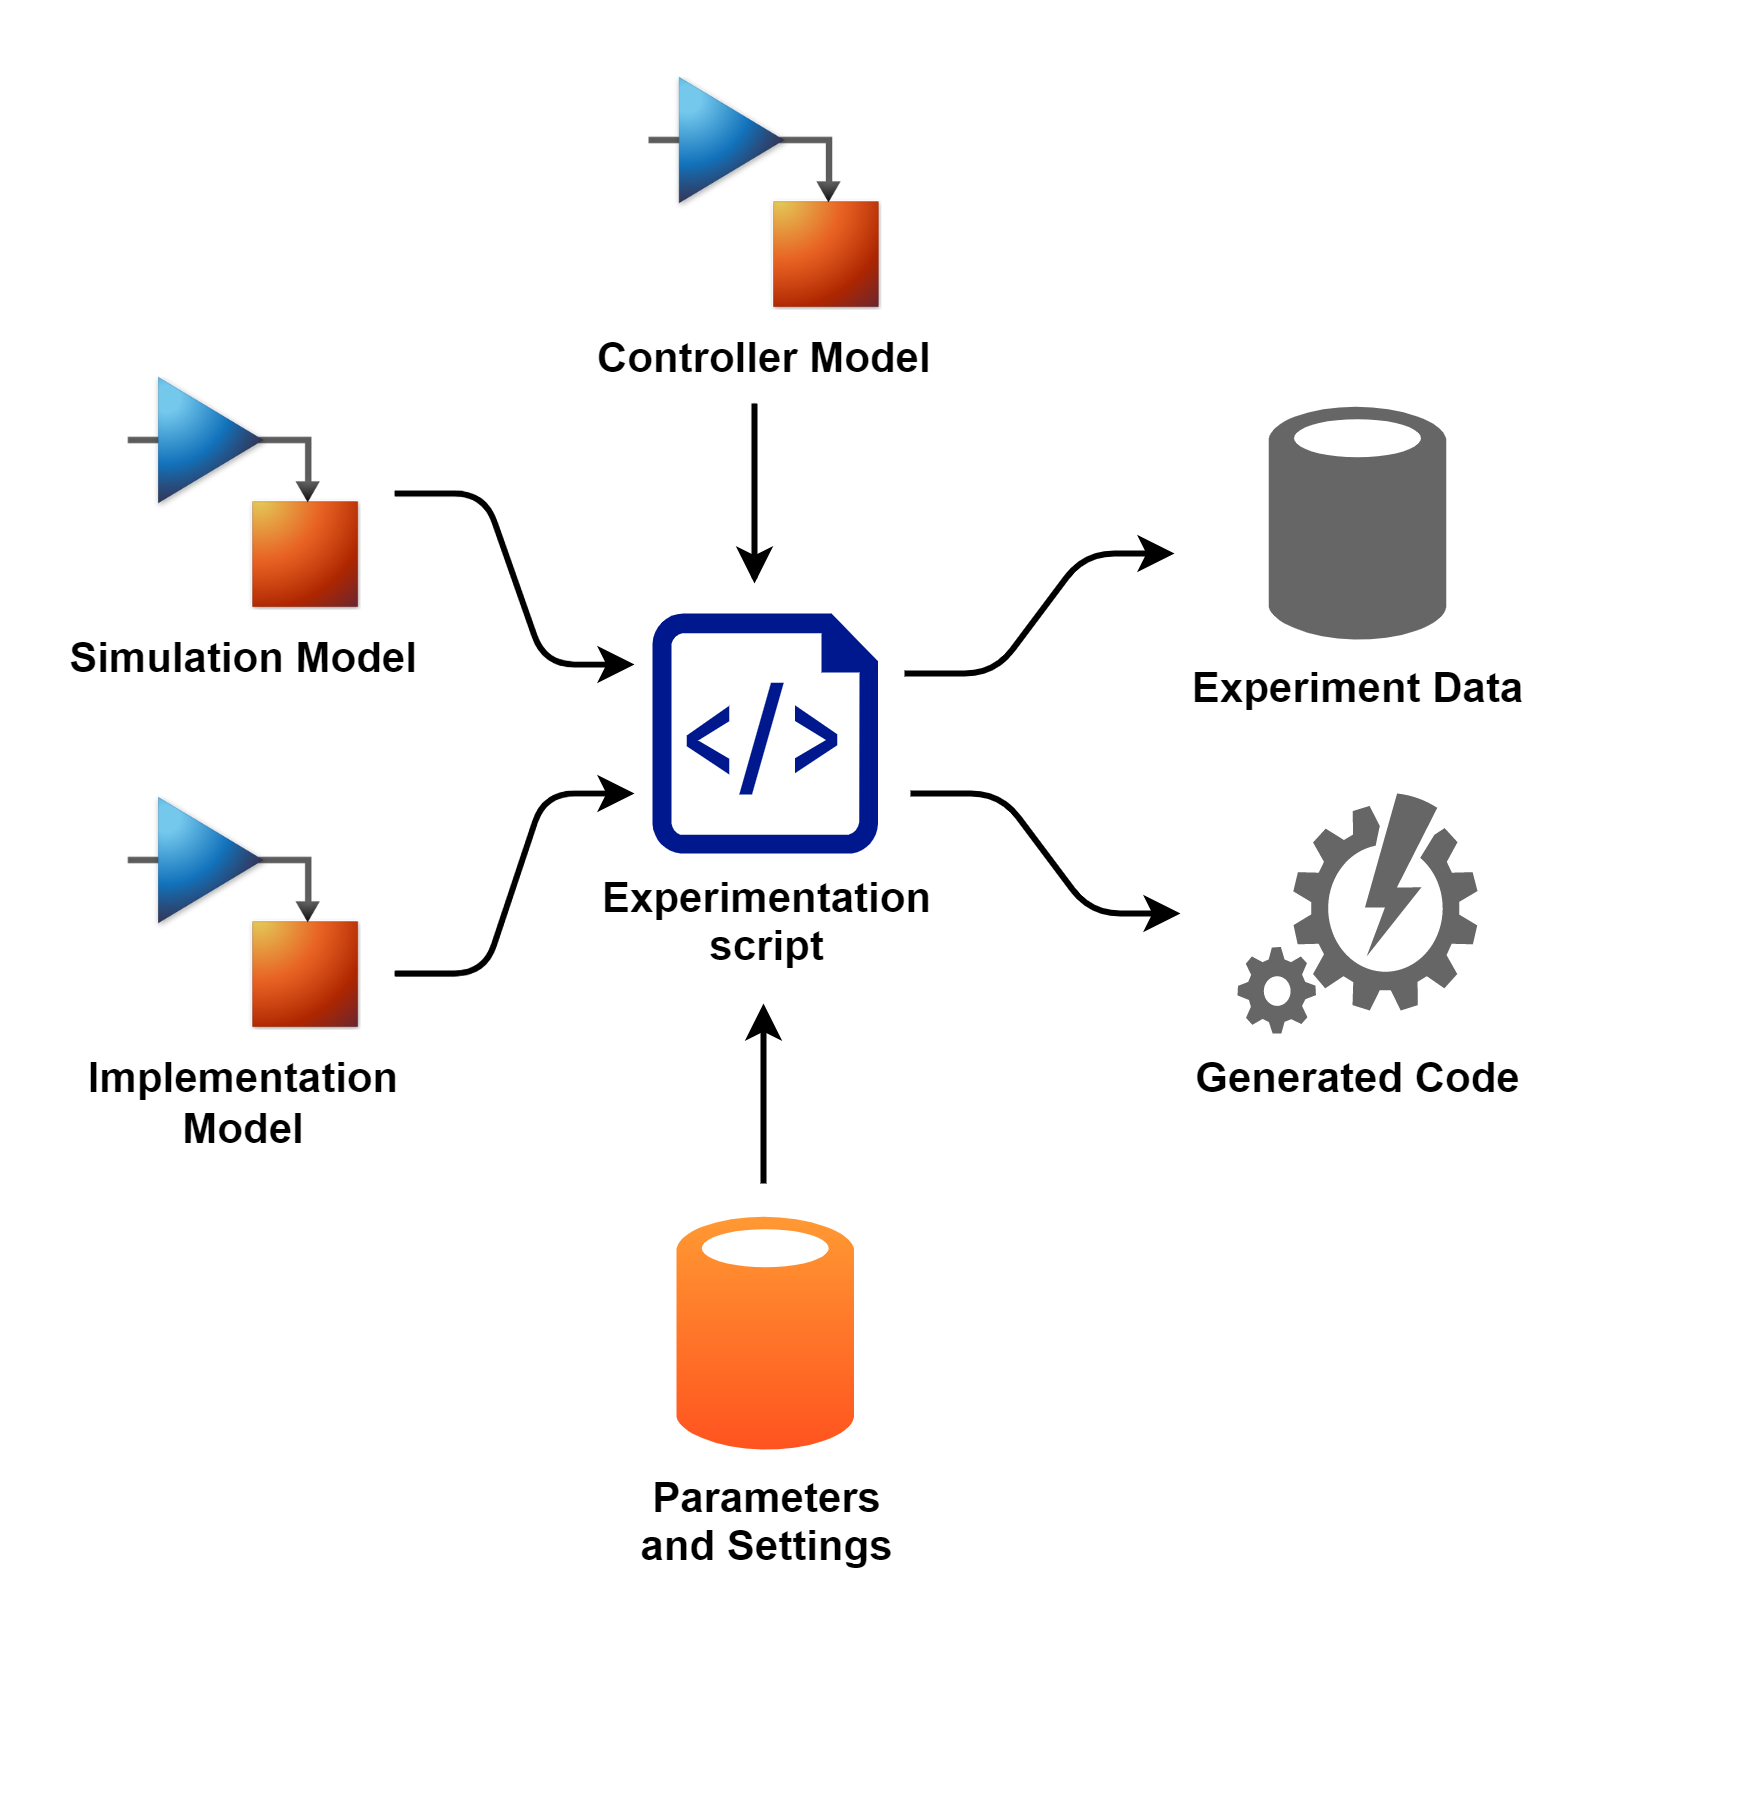 Controller Model
Simulation Model
Experiment Data
</>
Experimentation
script
Implementation
Model
Generated Code
Parameters
and Settings